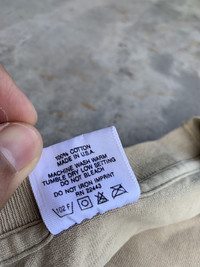 100% COTTON
MADE IN U.S.A.
MACHINE WASH WARM
TUMBLE DRY LOW SETTING
DO NOT BLEACH
DO NOT IRON IMPRINT
RN 22443
102 F